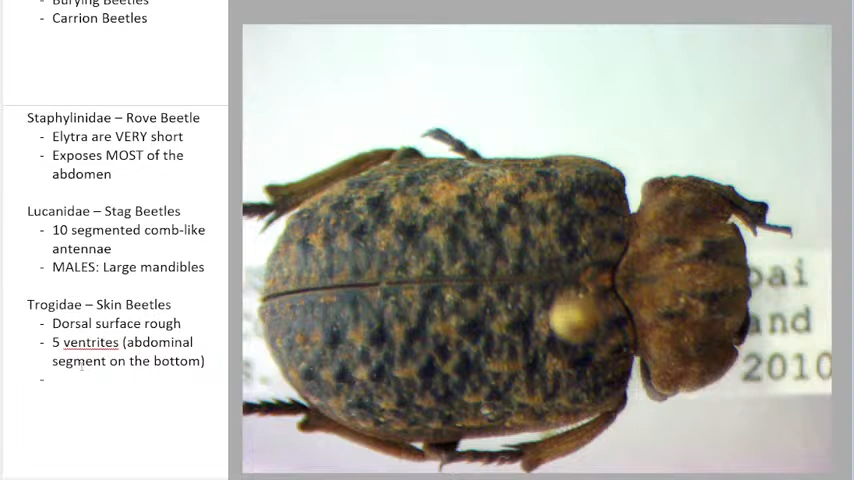 Burying Beetles
- Carrion Beetles
Staphylinidae – Rove Beetle
- Elytra are VERY short
- Exposes MOST of the
abdomen
Lucanidae – Stag Beetles
- 10 segmented comb-like
antennae
- MALES: Large mandibles
Trogidae – Skin Beetles
- Dorsal surface rough
- 5 ventrites (abdominal
segment on the bottom)
-
pai
and
2010